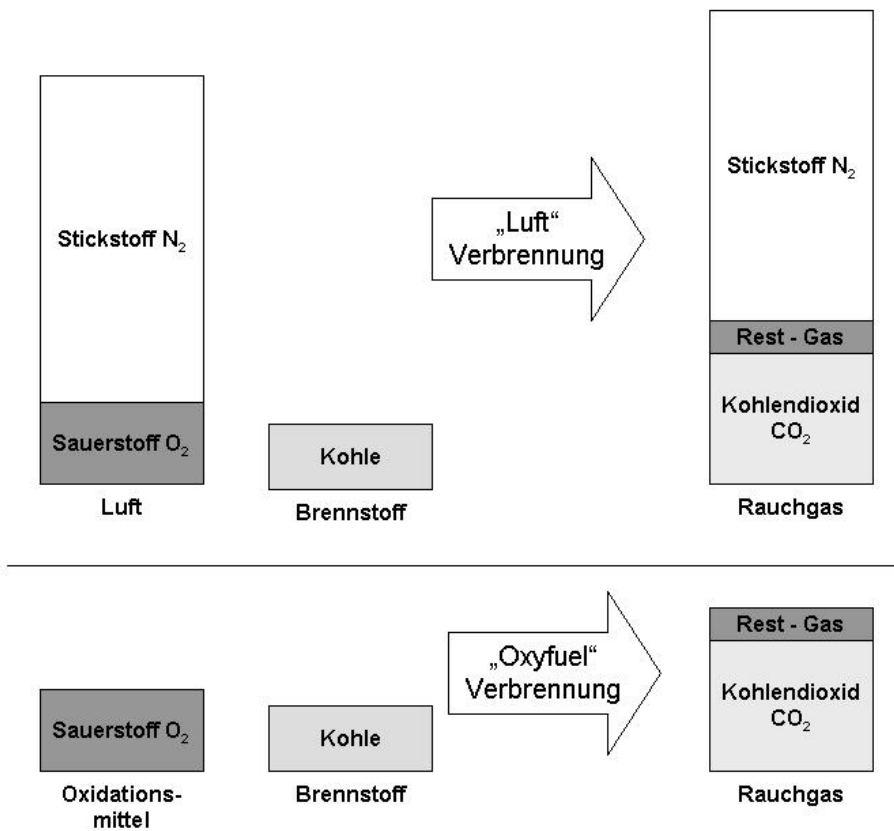 Stickstoff N₂
Sauerstoff O₂
Luft
Kohle
Brennstoff
„Luft“
Verbrennung
Stickstoff N₂
Rest - Gas
Kohlendioxid
CO₂
Rauchgas
Sauerstoff O₂
Oxidations-
mittel
Kohle
Brennstoff
„Oxyfuel“
Verbrennung
Rest - Gas
Kohlendioxid
CO₂
Rauchgas